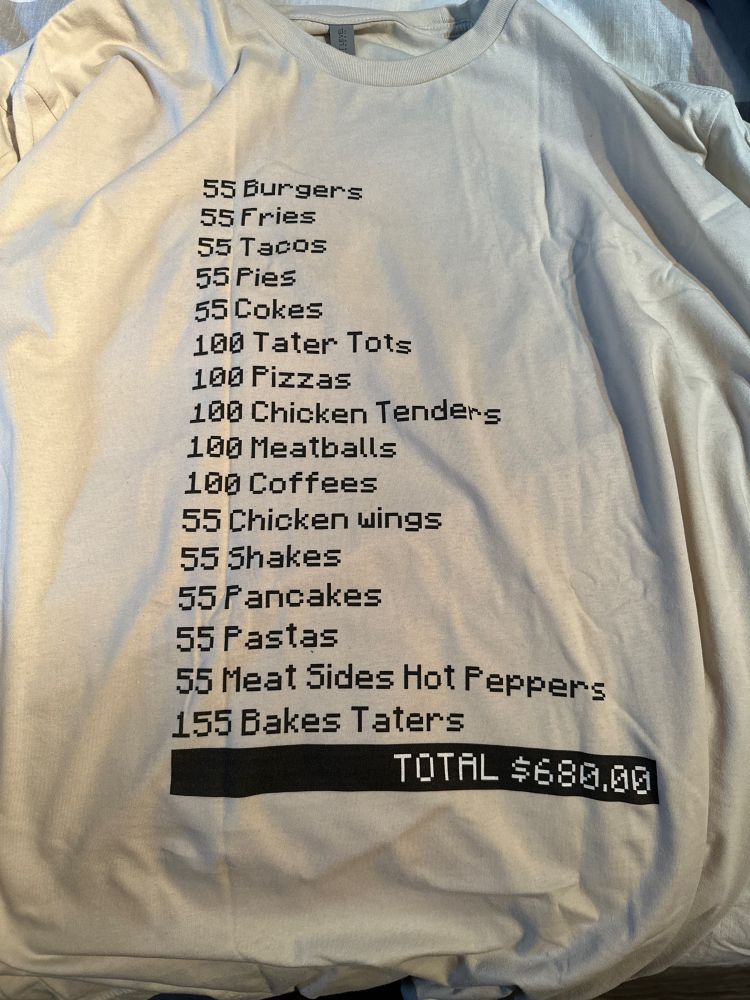 55 Burgers
55 Fries
55 Tacos
55 Pies
55 Cokes
100 Tater Tots
100 Pizzas
100 Chicken Tenders
100 Meatballs
100 Coffees
55 Chicken wings
55 Shakes
55 Pancakes
55 Pastas
55 Meat Sides Hot Peppers
155 Bakes Taters
TOTAL $680.00